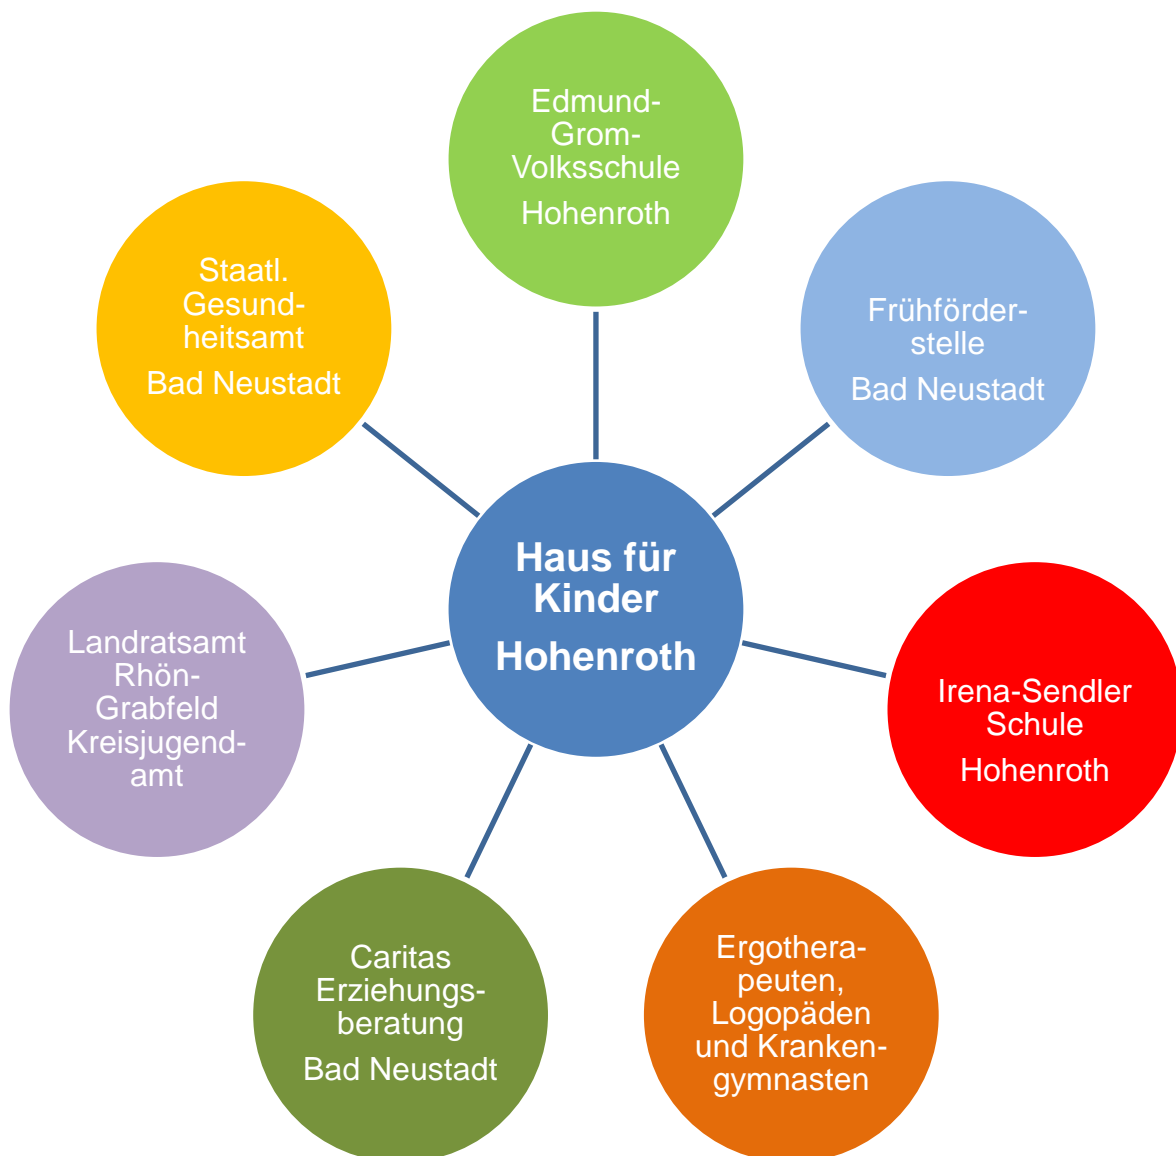 Edmund-
Grom-
Volksschule
Hohenroth
Staatl.
Gesund-
heitsamt
Bad Neustadt
Frühförder-
stelle
Bad Neustadt
Haus für
Kinder
Hohenroth
Landratsamt
Rhön-
Grabfeld
Kreisjugend-
amt
Irena-Sendler
Schule
Hohenroth
Caritas
Erziehungs-
beratung
Bad Neustadt
Ergothera-
peuten,
Logopäden
und Kranken-
gymnasten